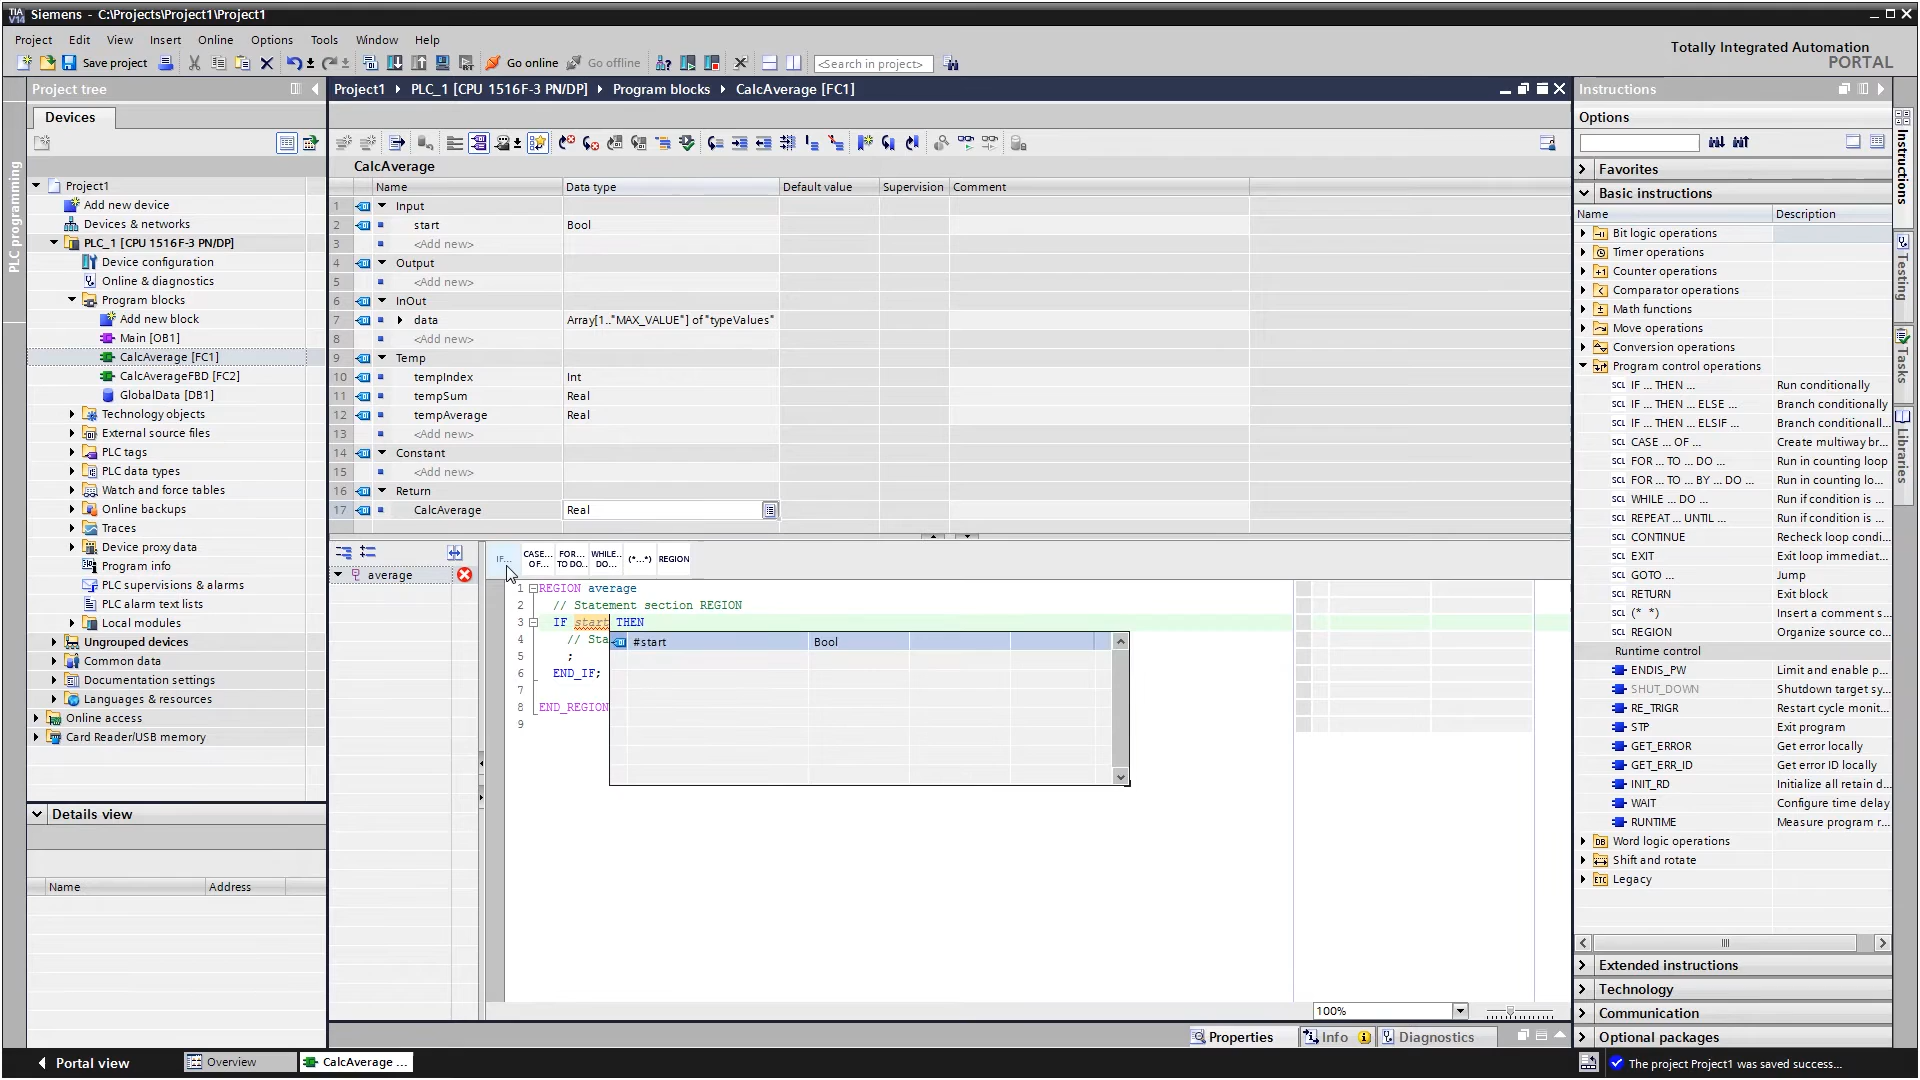 Siemens - C:\Projects\Project1\Project1
Project Edit View Insert Online Options Tools Window Help
Totally Integrated Automation
PORTAL
Save project Go online Go offline <Search in project>
Project tree
Project1 PLC_1 [CPU 1516F-3 PN/DP] Program blocks CalcAverage [FC1]
Instructions
Devices
Options
PLC programming
CalcAverage
Name Data type Default value Supervision Comment
1 Input
2 start Bool
3 <Add new>
4 Output
5 <Add new>
6 InOut
7 data Array[1.."MAX_VALUE"] of "typeValues"
8 <Add new>
9 Temp
10 tempIndex Int
11 tempSum Real
12 tempAverage Real
13 <Add new>
14 Constant
15 <Add new>
16 Return
17 CalcAverage Real
Project1
Add new device
Devices & networks
PLC_1 [CPU 1516F-3 PN/DP]
Device configuration
Online & diagnostics
Program blocks
Add new block
Main [OB1]
CalcAverage [FC1]
CalcAverageFBD [FC2]
GlobalData [DB1]
Technology objects
External source files
PLC tags
PLC data types
Watch and force tables
Online backups
Traces
Device proxy data
Program info
PLC supervisions & alarms
PLC alarm text lists
Local modules
Ungrouped devices
Common data
Documentation settings
Languages & resources
Online access
Card Reader/USB memory
Details view
Name Address
average
IF... CASE... OF... FOR... TO DO... WHILE.. DO... (*...*) REGION
1 REGION average
2 // Statement section REGION
3 IF start THEN
4 // Sta
5 ;
6 END_IF;
7
8 END_REGION
9
#start Bool
100%
Properties Info Diagnostics
Favorites
Basic instructions
Name Description
Bit logic operations
Timer operations
Counter operations
Comparator operations
Math functions
Move operations
Conversion operations
Program control operations
SCL IF ... THEN ... Run conditionally
SCL IF ... THEN ... ELSE ... Branch conditionally
SCL IF ... THEN ... ELSIF ... Branch conditionall...
SCL CASE ... OF ... Create multiway br...
SCL FOR ... TO ... DO ... Run in counting loop
SCL FOR ... TO ... BY ... DO ... Run in counting lo...
SCL WHILE ... DO ... Run if condition is ...
SCL REPEAT ... UNTIL ... Run if condition is ...
SCL CONTINUE Recheck loop condi...
SCL EXIT Exit loop immediat...
SCL GOTO ... Jump
SCL RETURN Exit block
SCL (* *) Insert a comment s...
SCL REGION Organize source co...
Runtime control
ENDIS_PW Limit and enable p...
SHUT_DOWN Shutdown target sy...
RE_TRIGR Restart cycle monit...
STP Exit program
GET_ERROR Get error locally
GET_ERR_ID Get error ID locally
INIT_RD Initialize all retain d...
WAIT Configure time delay
RUNTIME Measure program r...
Word logic operations
Shift and rotate
Legacy
Extended instructions
Technology
Communication
Optional packages
Instructions
Testing
Tasks
Libraries
Portal view Overview CalcAverage ...
The project Project1 was saved success...